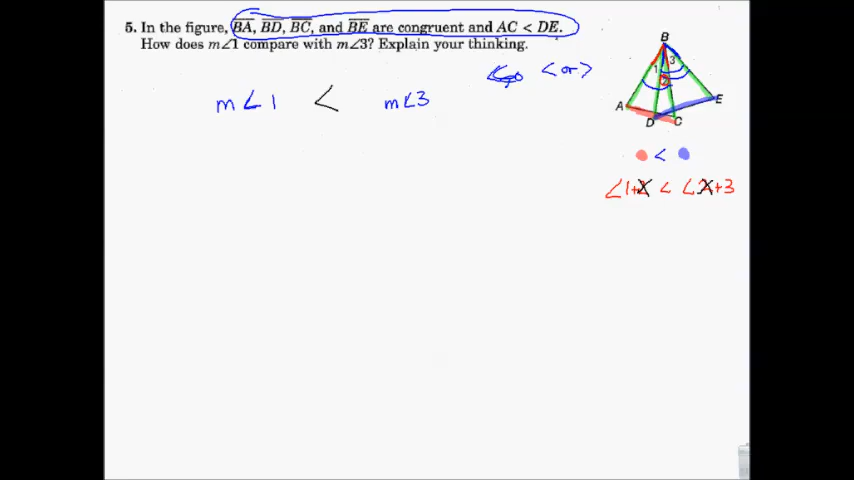 5. In the figure, BA, BD, BC, and BE are congruent and AC < DE.
How does m∠1 compare with m∠3? Explain your thinking.
< or >
m∠1 < m∠3
B
1 3
2
A E
D C
<
∠1+2 < ∠2+3